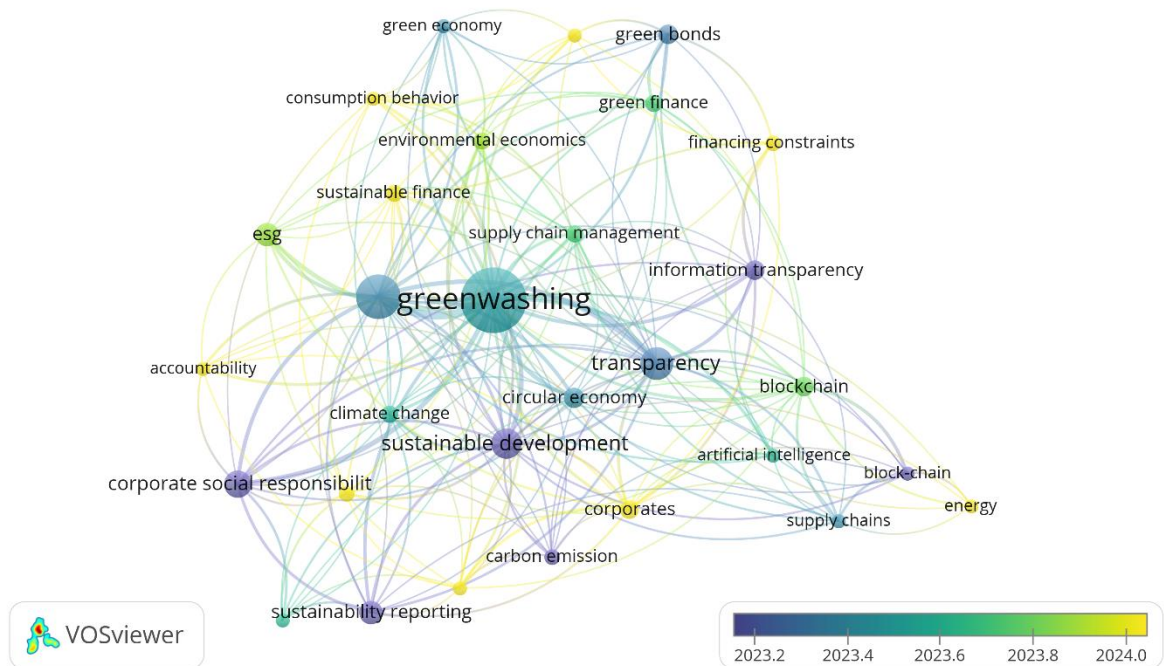 green economy
green bonds
consumption behavior
green finance
environmental economics
financing constraints
sustainable finance
esg
supply chain management
information transparency
greenwashing
transparency
accountability
blockchain
circular economy
climate change
sustainable development
artificial intelligence
block-chain
corporate social responsibilit
corporates
energy
supply chains
carbon emission
sustainability reporting
VOSviewer
2023.2 2023.4 2023.6 2023.8 2024.0